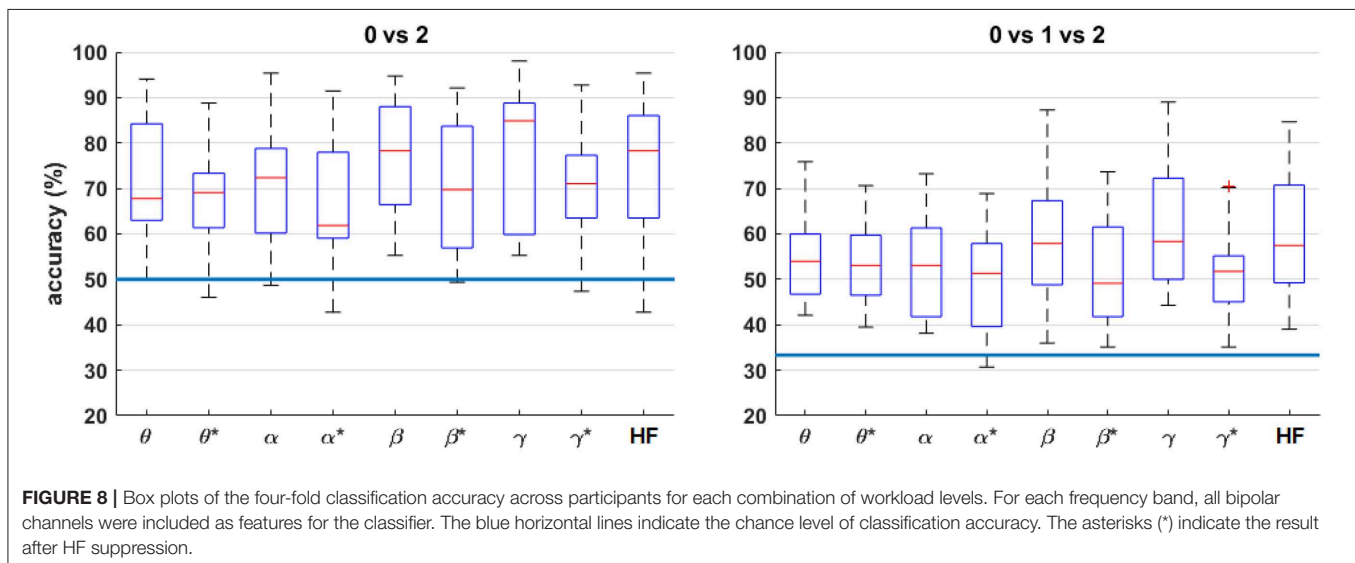 0 vs 2
100
90
80
70
60
50
40
30
20
accuracy (%)
θ θ* α α* β β* γ γ* HF
0 vs 1 vs 2
100
90
80
70
60
50
40
30
20
θ θ* α α* β β* γ γ* HF
FIGURE 8 | Box plots of the four-fold classification accuracy across participants for each combination of workload levels. For each frequency band, all bipolar
channels were included as features for the classifier. The blue horizontal lines indicate the chance level of classification accuracy. The asterisks (*) indicate the result
after HF suppression.